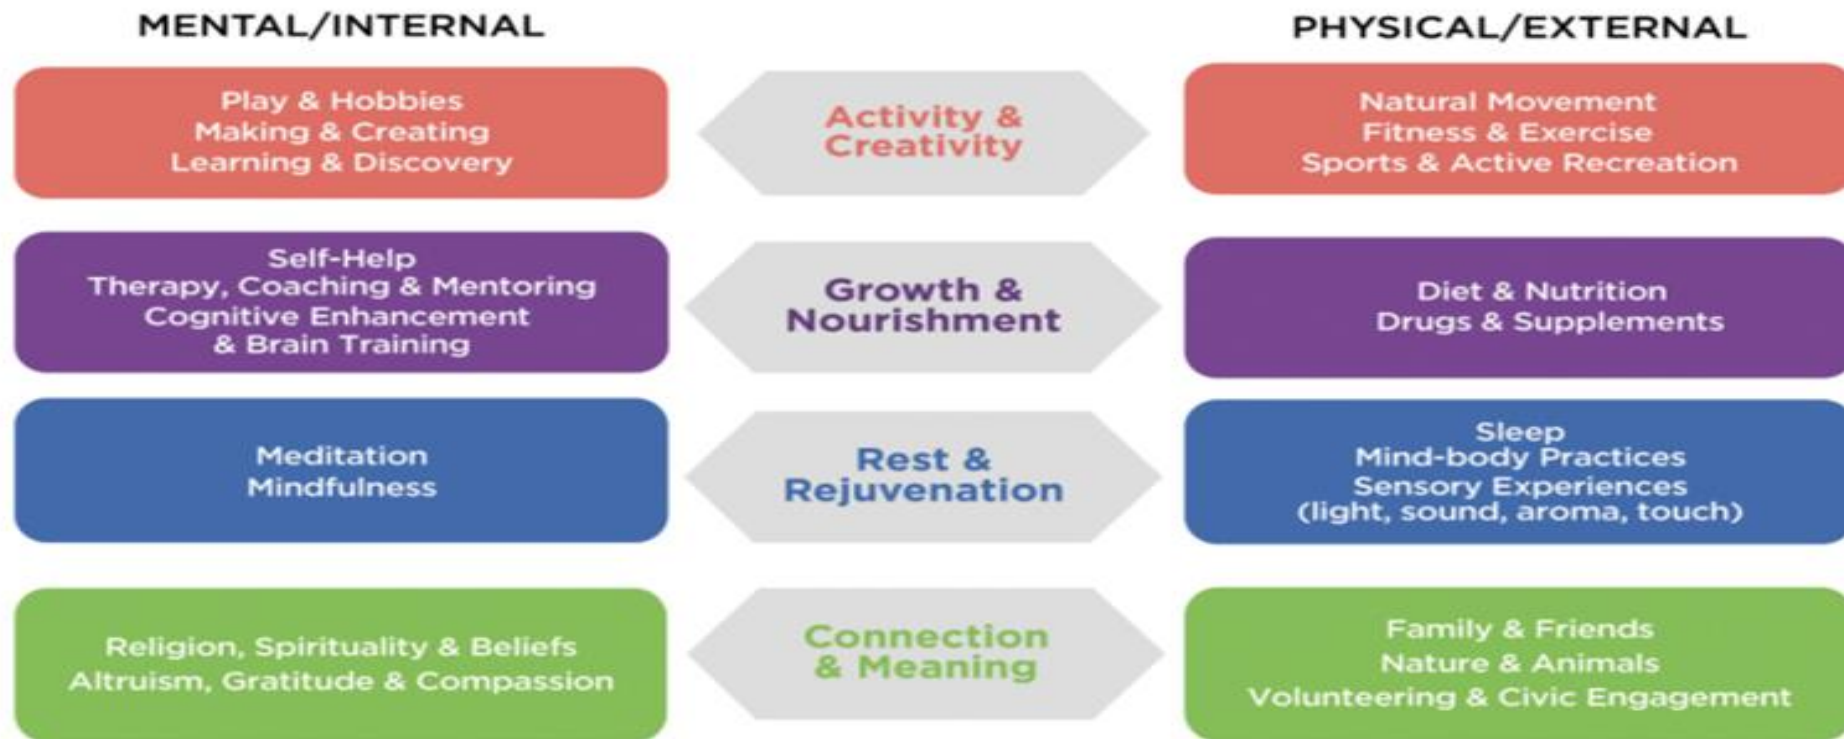 MENTAL/INTERNAL
PHYSICAL/EXTERNAL
Play & Hobbies
Making & Creating
Learning & Discovery
Activity &
Creativity
Natural Movement
Fitness & Exercise
Sports & Active Recreation
Self-Help
Therapy, Coaching & Mentoring
Cognitive Enhancement
& Brain Training
Growth &
Nourishment
Diet & Nutrition
Drugs & Supplements
Meditation
Mindfulness
Rest &
Rejuvenation
Sleep
Mind-body Practices
Sensory Experiences
(light, sound, aroma, touch)
Religion, Spirituality & Beliefs
Altruism, Gratitude & Compassion
Connection
& Meaning
Family & Friends
Nature & Animals
Volunteering & Civic Engagement